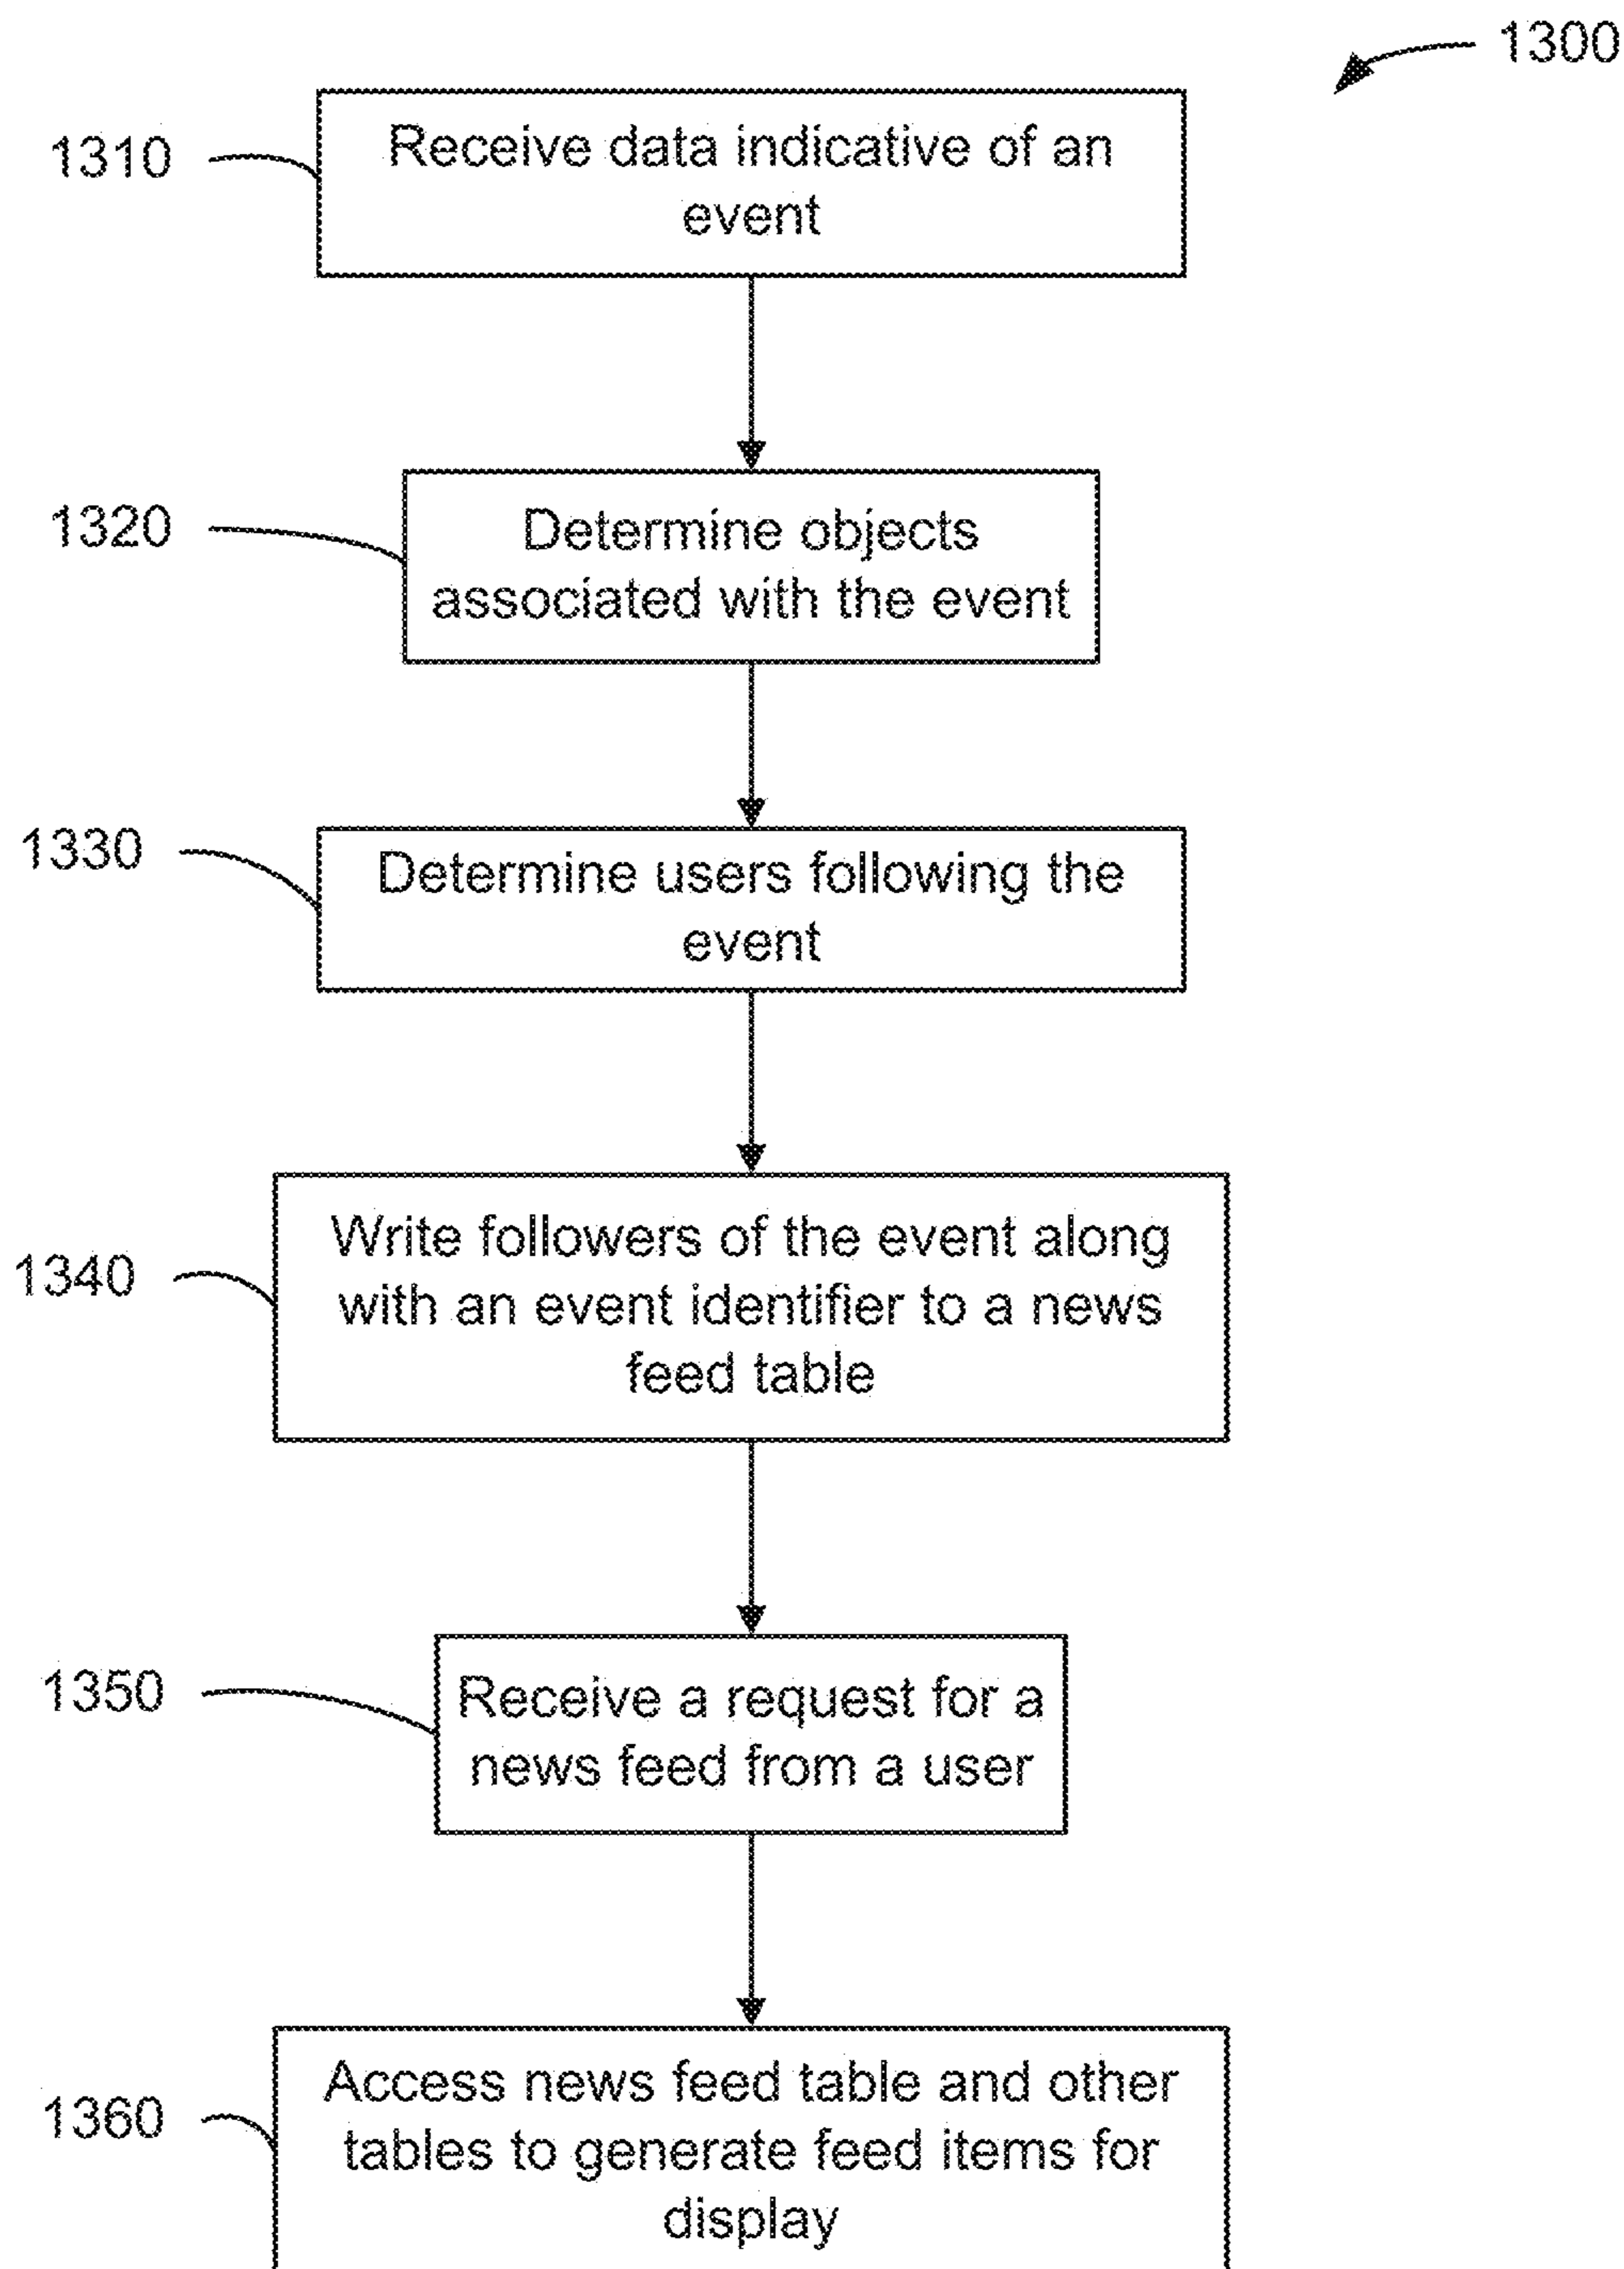 1300
1310
Receive data indicative of an
event
1320
Determine objects
associated with the event
1330
Determine users following the
event
1340
Write followers of the event along
with an event identifier to a news
feed table
1350
Receive a request for a
news feed from a user
1360
Access news feed table and other
tables to generate feed items for
display